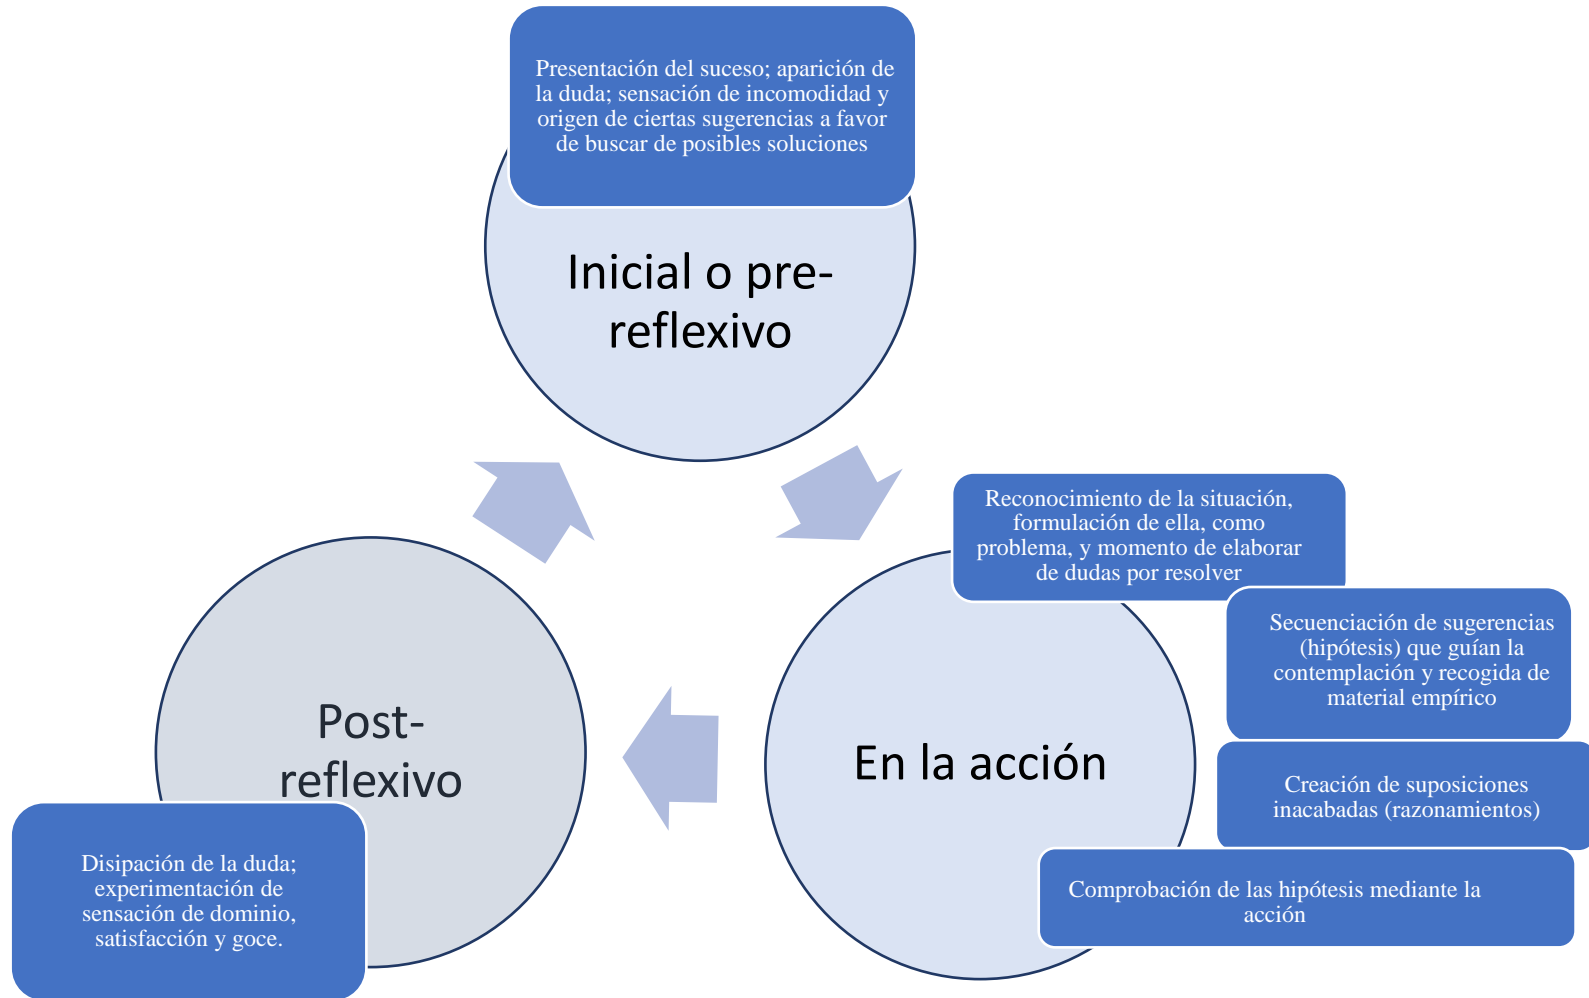 Presentación del suceso; aparición de
la duda; sensación de incomodidad y
origen de ciertas sugerencias a favor
de buscar de posibles soluciones
Inicial o pre-
reflexivo
Reconocimiento de la situación,
formulación de ella, como
problema, y momento de elaborar
de dudas por resolver
Secuenciación de sugerencias
(hipótesis) que guían la
contemplación y recogida de
material empírico
En la acción
Creación de suposiciones
inacabadas (razonamientos)
Comprobación de las hipótesis mediante la
acción
Post-
reflexivo
Disipación de la duda;
experimentación de
sensación de dominio,
satisfacción y goce.